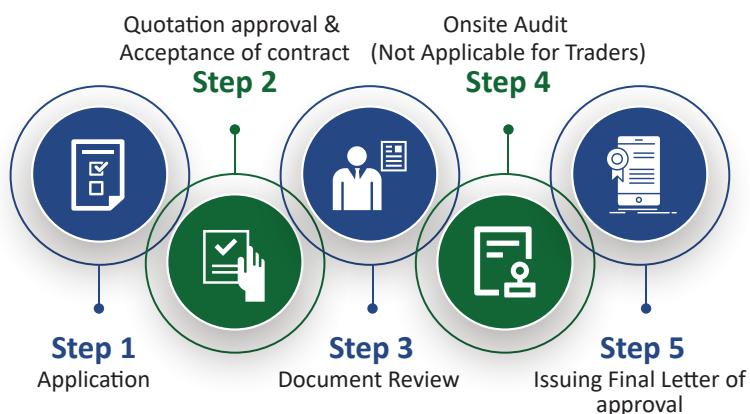 Quotation approval &
Acceptance of contract
Step 2
Onsite Audit
(Not Applicable for Traders)
Step 4
Step 1
Application
Step 3
Document Review
Step 5
Issuing Final Letter of
approval